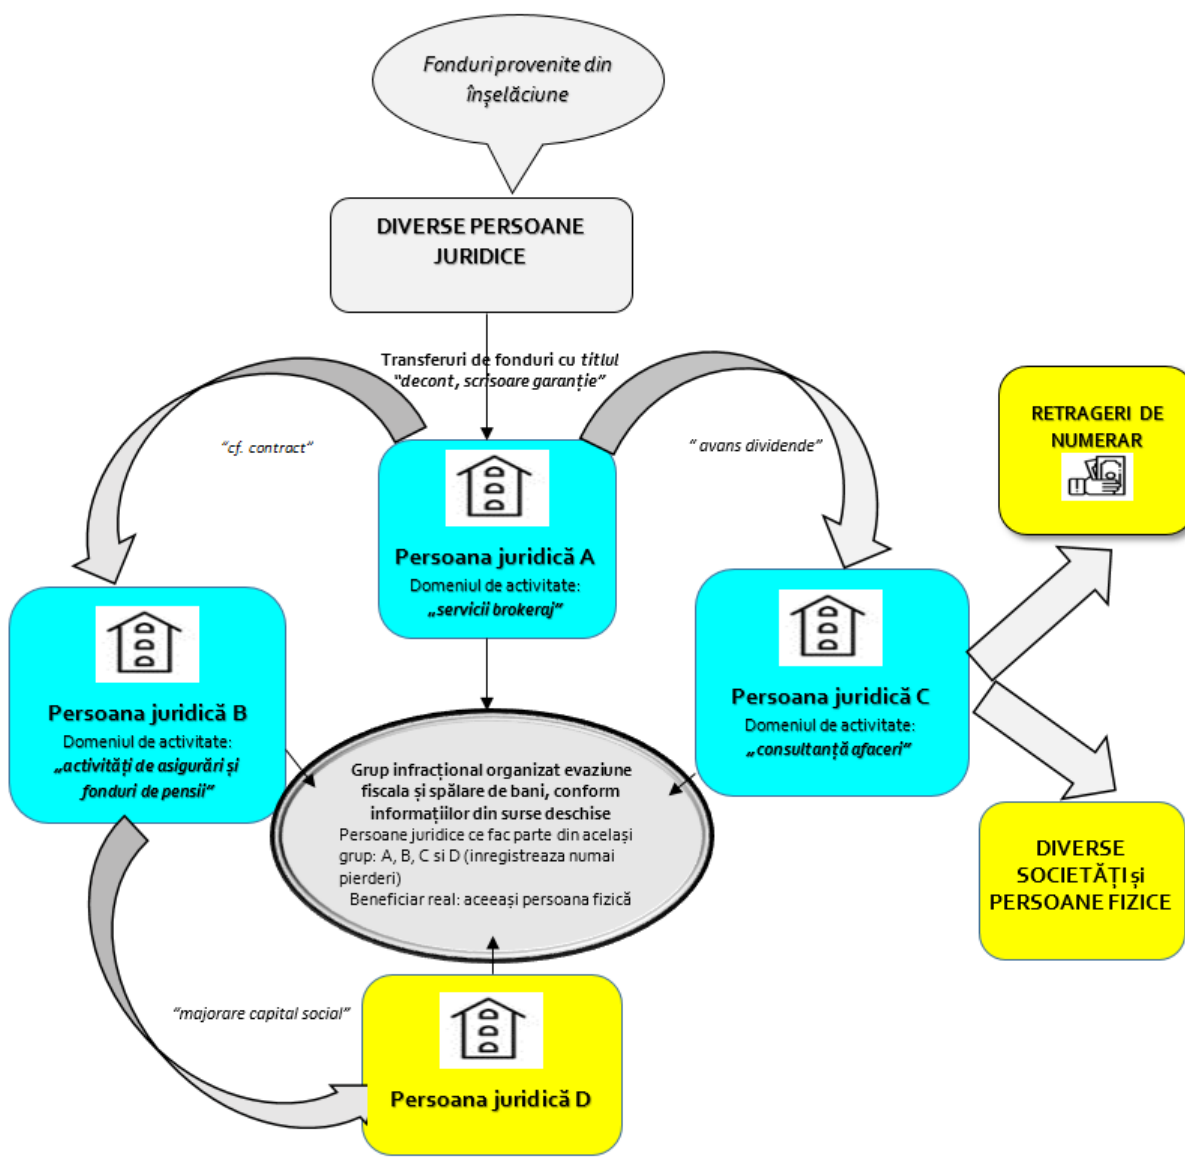 Fonduri provenite din
înșelăciune
DIVERSE PERSOANE
JURIDICE
Transferuri de fonduri cu titlul
“decont, scrisoare garanție”
“cf. contract”
“ avans dividende”
RETRAGERI DE
NUMERAR
Persoana juridică A
Domeniul de activitate:
„servicii brokeraj”
Persoana juridică B
Domeniul de activitate:
„activități de asigurări și
fonduri de pensii”
Persoana juridică C
Domeniul de activitate:
„consultanță afaceri”
Grup infracțional organizat evaziune
fiscala și spălare de bani, conform
informațiilor din surse deschise
Persoane juridice ce fac parte din același
grup: A, B, C si D (inregistreaza numai
pierderi)
Beneficiar real: aceeași persoana fizică
DIVERSE
SOCIETĂȚI și
PERSOANE FIZICE
“majorare capital social”
Persoana juridică D